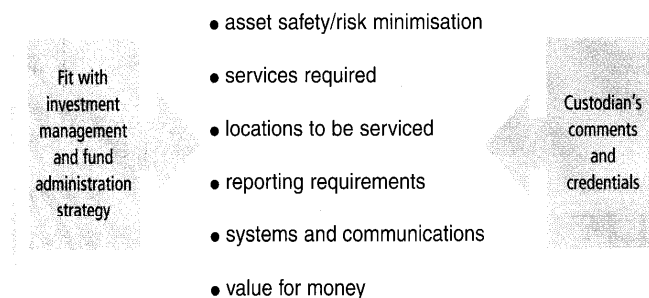 ● asset safety/risk minimisation
● services required
● locations to be serviced
● reporting requirements
● systems and communications
● value for money
Fit with
investment
management
and fund
administration
strategy
Custodian's
comments
and
credentials